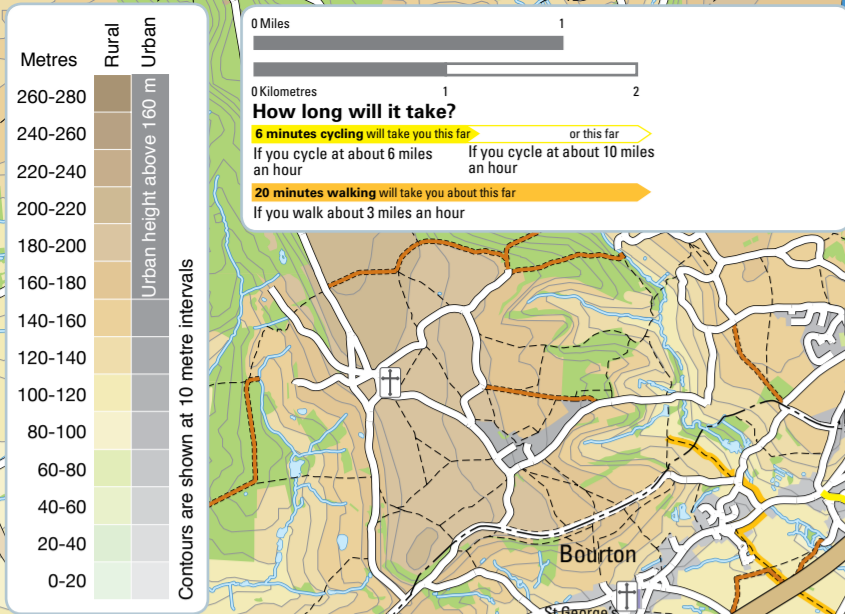 Metres
Rural
Urban
260-280
240-260
220-240
200-220
180-200
160-180
140-160
120-140
100-120
80-100
60-80
40-60
20-40
0-20
Urban height above 160 m
Contours are shown at 10 metre intervals
0 Miles 1
0 Kilometres 1 2
How long will it take?
6 minutes cycling will take you this far or this far
If you cycle at about 6 miles
an hour
If you cycle at about 10 miles
an hour
20 minutes walking will take you about this far
If you walk about 3 miles an hour
Bourton
St George's